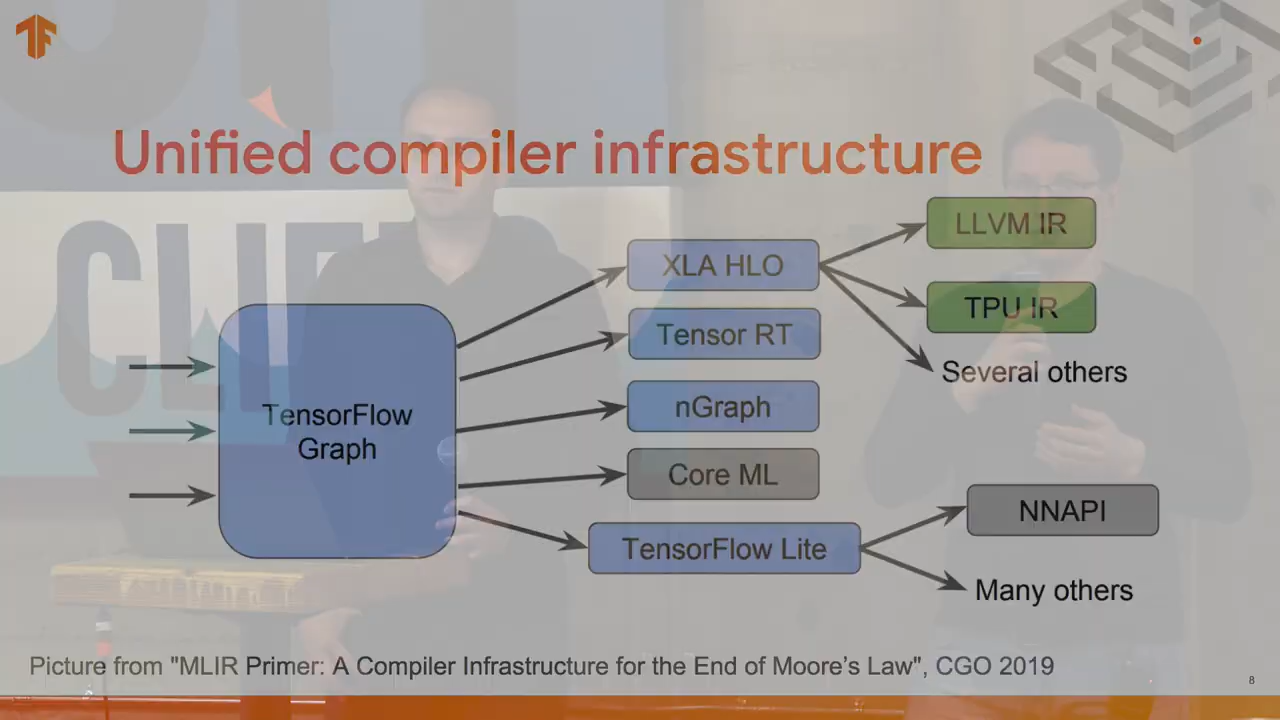 Unified compiler infrastructure
TensorFlow
Graph
XLA HLO
Tensor RT
nGraph
Core ML
TensorFlow Lite
LLVM IR
TPU IR
Several others
NNAPI
Many others
Picture from "MLIR Primer: A Compiler Infrastructure for the End of Moore’s Law", CGO 2019
8